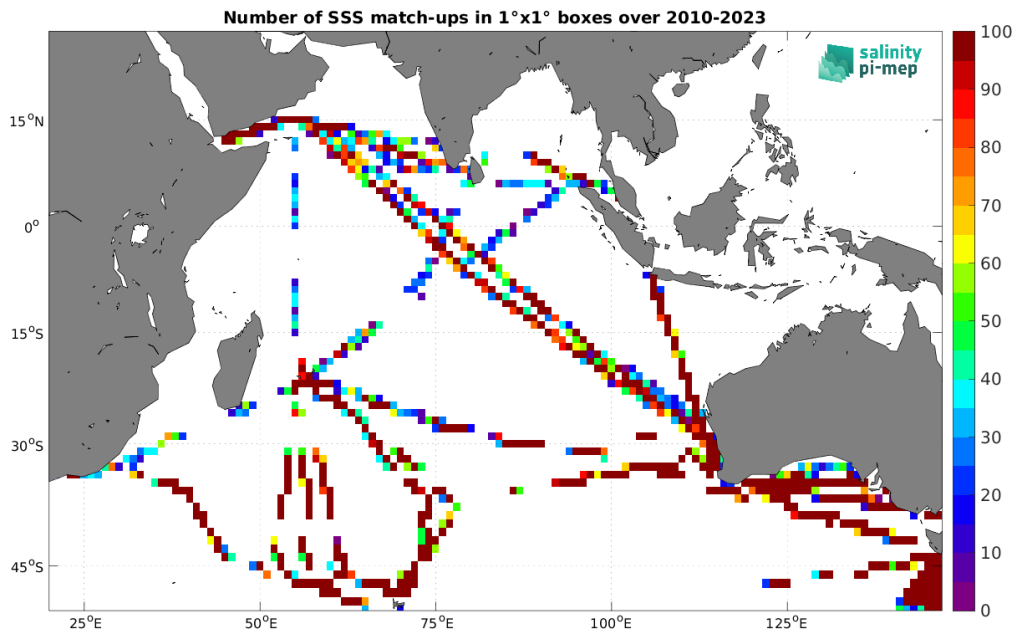 Number of SSS match-ups in 1°x1° boxes over 2010-2023
salinity
pi-mep
15°N
0°
15°S
30°S
45°S
25°E
50°E
75°E
100°E
125°E
100
90
80
70
60
50
40
30
20
10
0